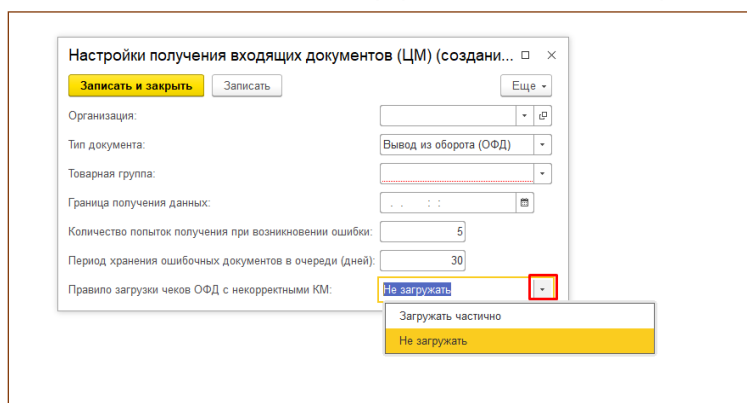 Настройки получения входящих документов (ЦМ) (создани...
Записать и закрыть Записать Еще
Организация:
Тип документа: Вывод из оборота (ОФД)
Товарная группа:
Граница получения данных: . . : :
Количество попыток получения при возникновении ошибки: 5
Период хранения ошибочных документов в очереди (дней): 30
Правило загрузки чеков ОФД с некорректными КМ: Не загружать
Загружать частично
Не загружать